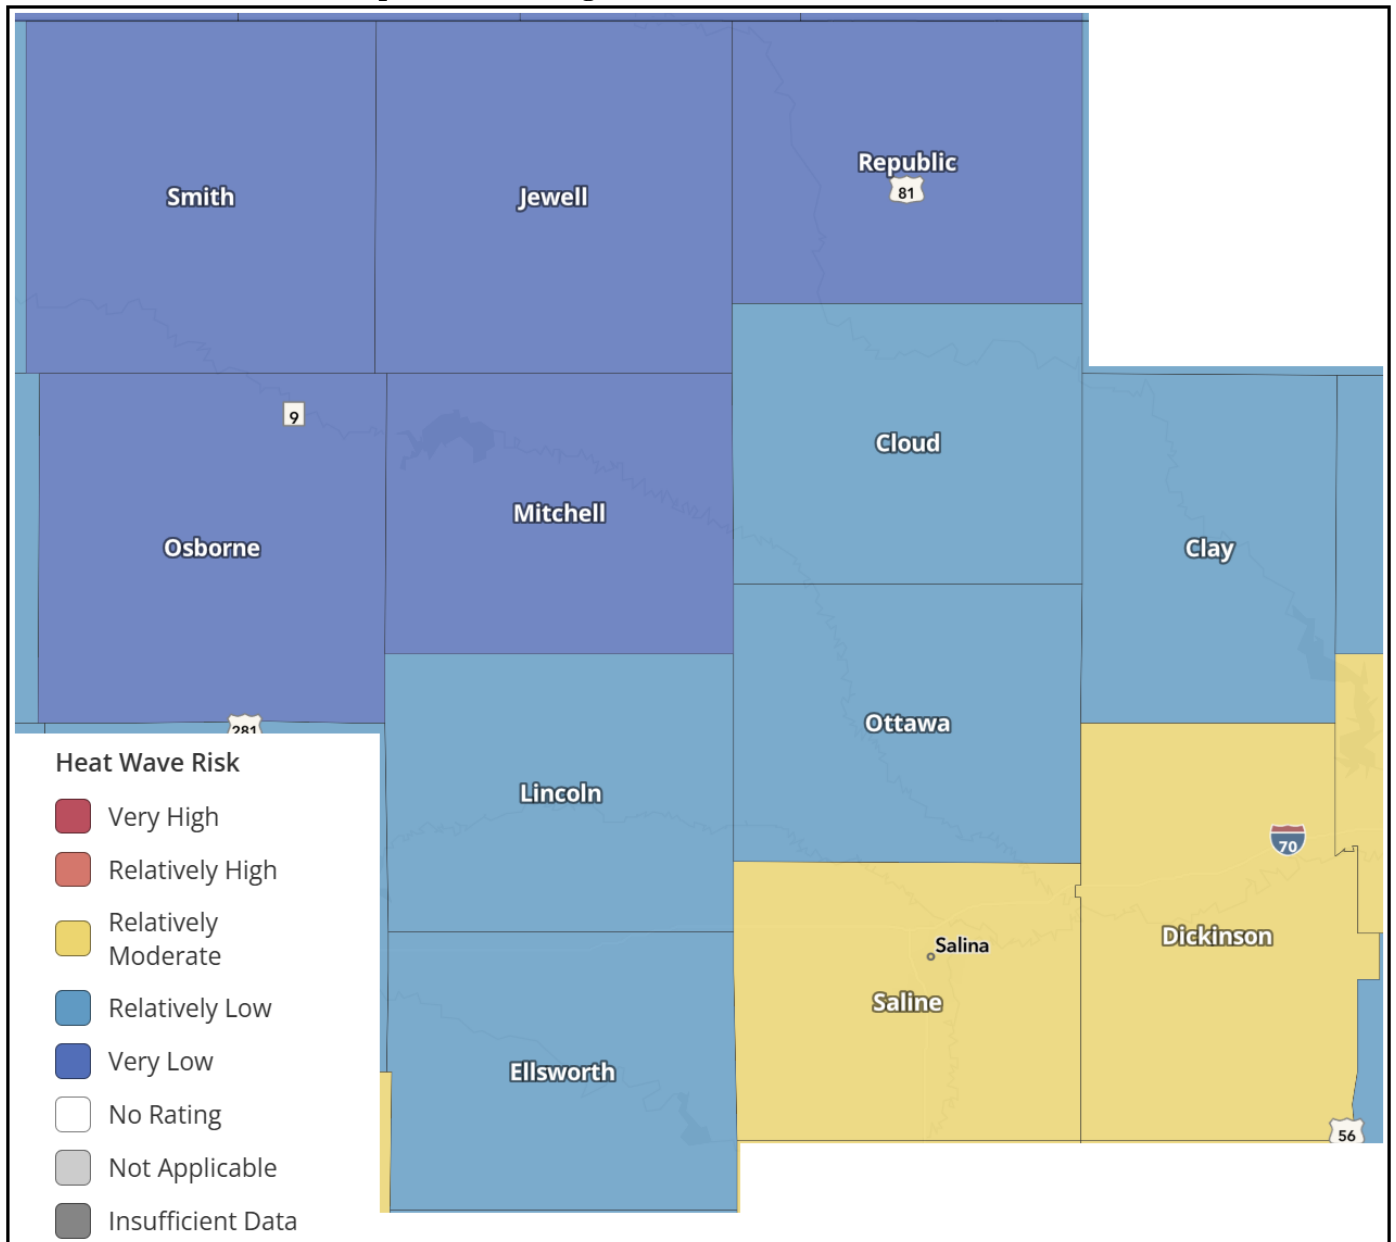 Republic
81
Smith
Jewell
9
Cloud
Mitchell
Osborne
Clay
281
Ottawa
Lincoln
70
Salina
Dickinson
Saline
Ellsworth
56
Heat Wave Risk
Very High
Relatively High
Relatively
Moderate
Relatively Low
Very Low
No Rating
Not Applicable
Insufficient Data